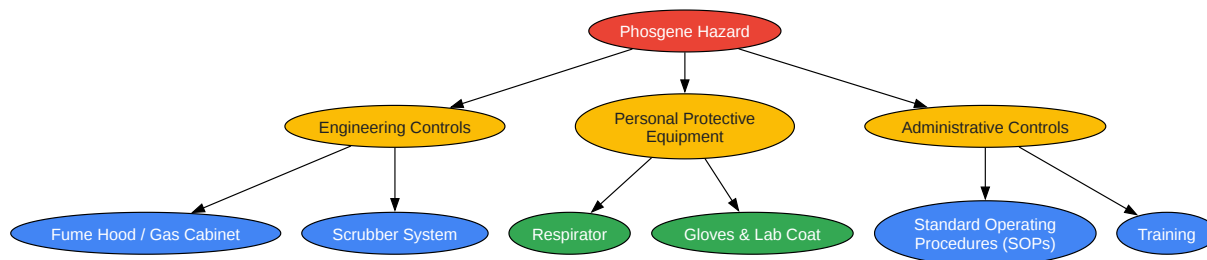 Phosgene Hazard
Engineering Controls
Personal Protective
Equipment
Administrative Controls
Fume Hood / Gas Cabinet
Scrubber System
Respirator
Gloves & Lab Coat
Standard Operating
Procedures (SOPs)
Training